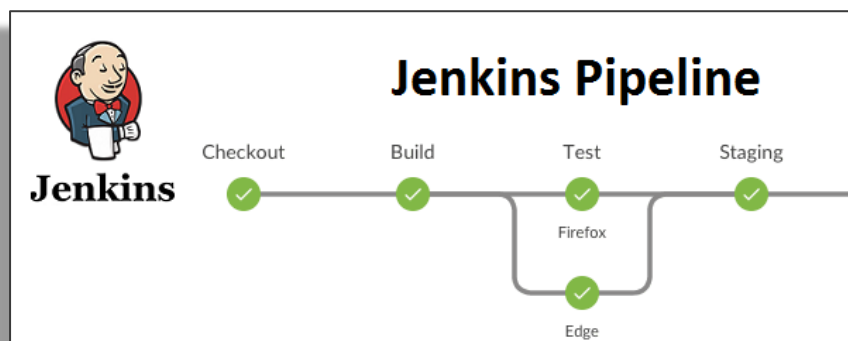 Jenkins Pipeline
Jenkins
Checkout
Build
Test
Staging
Firefox
Edge